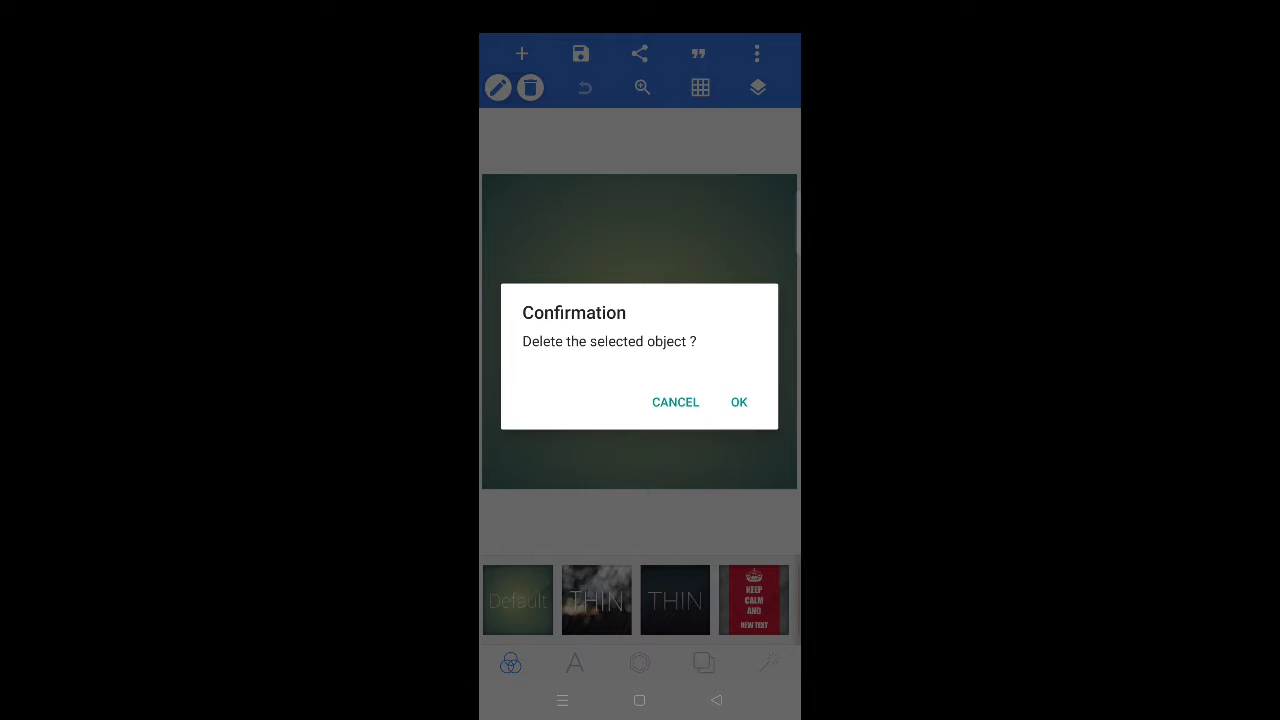 Confirmation
Delete the selected object ?
CANCEL OK
Default
THIN
THIN
KEEP
CALM
AND
NEW TEXT
A